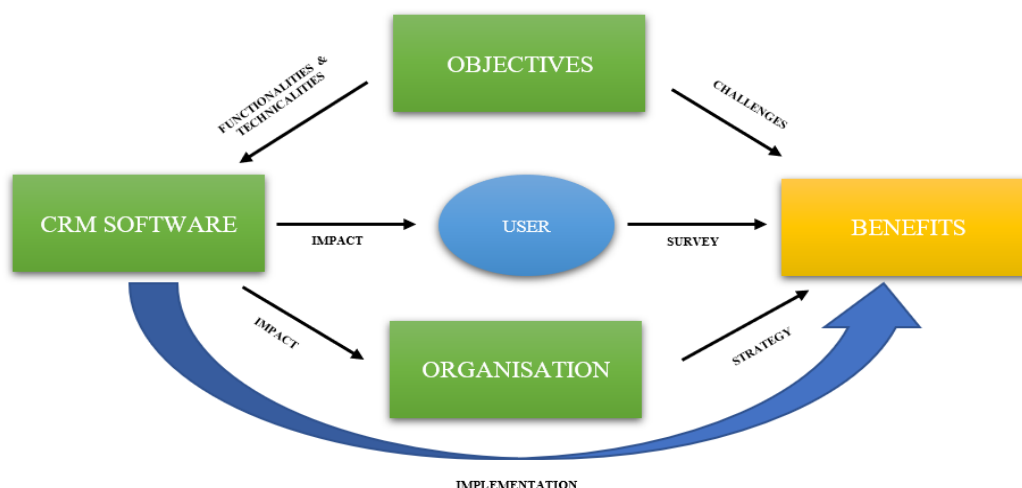 OBJECTIVES
FUNCTIONALITIES &
TECHNICALITIES
CHALLENGES
CRM SOFTWARE
IMPACT
USER
SURVEY
BENEFITS
IMPACT
ORGANISATION
STRATEGY
IMPLEMENTATION